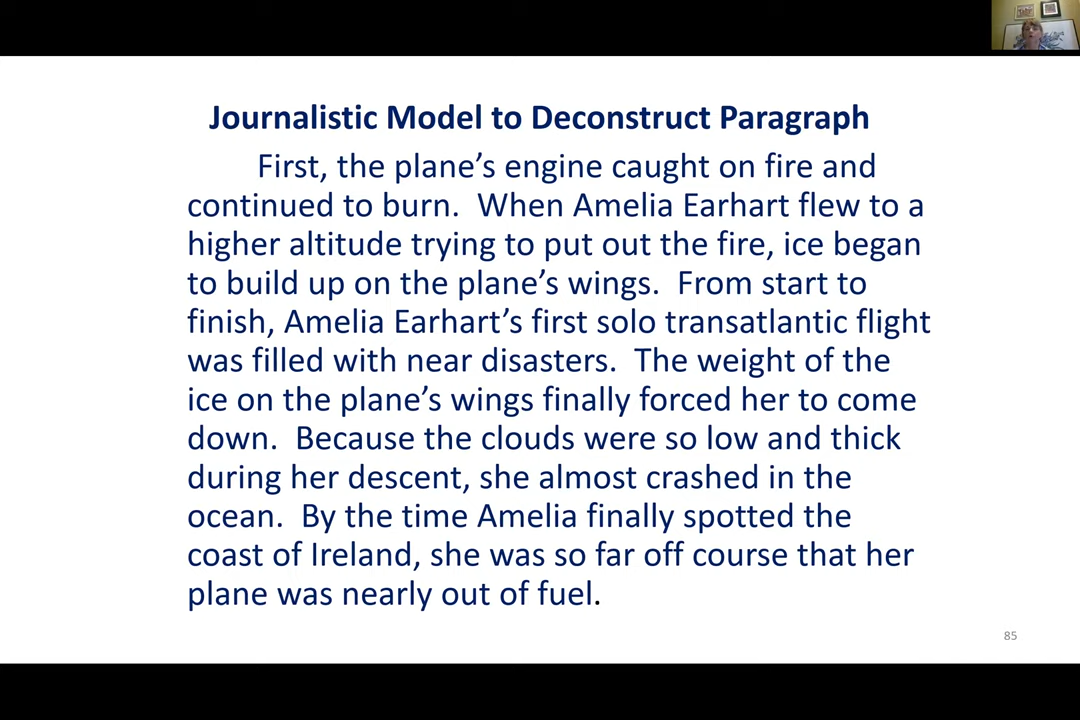 Journalistic Model to Deconstruct Paragraph
First, the plane’s engine caught on fire and
continued to burn.  When Amelia Earhart flew to a
higher altitude trying to put out the fire, ice began
to build up on the plane’s wings.  From start to
finish, Amelia Earhart’s first solo transatlantic flight
was filled with near disasters.  The weight of the
ice on the plane’s wings finally forced her to come
down.  Because the clouds were so low and thick
during her descent, she almost crashed in the
ocean.  By the time Amelia finally spotted the
coast of Ireland, she was so far off course that her
plane was nearly out of fuel.
85